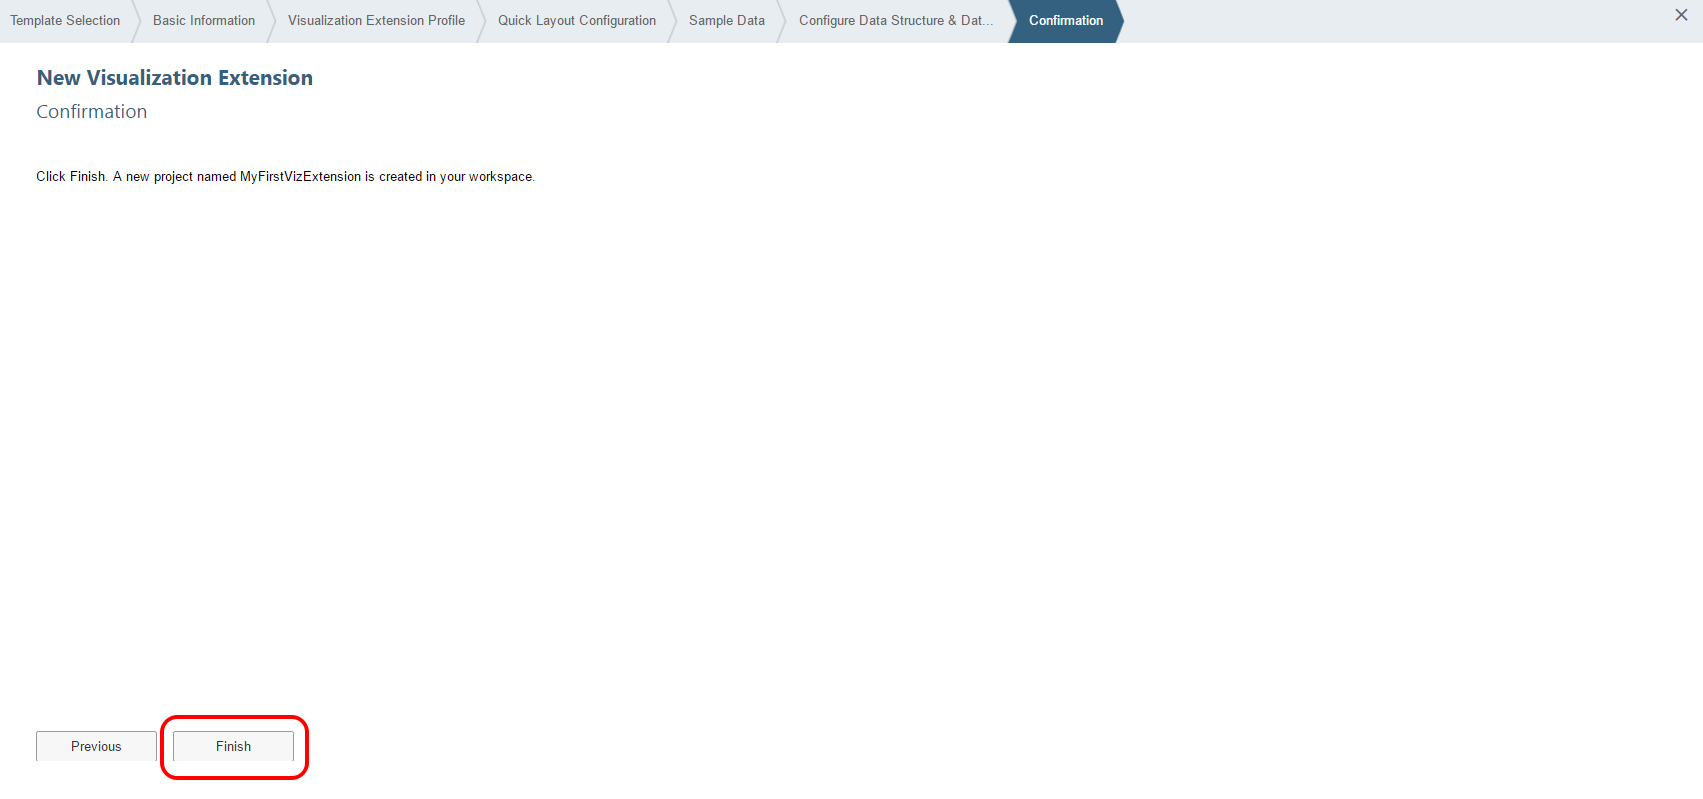 Template Selection
Basic Information
Visualization Extension Profile
Quick Layout Configuration
Sample Data
Configure Data Structure & Dat...
Confirmation
New Visualization Extension
Confirmation
Click Finish. A new project named MyFirstVizExtension is created in your workspace.
Previous
Finish